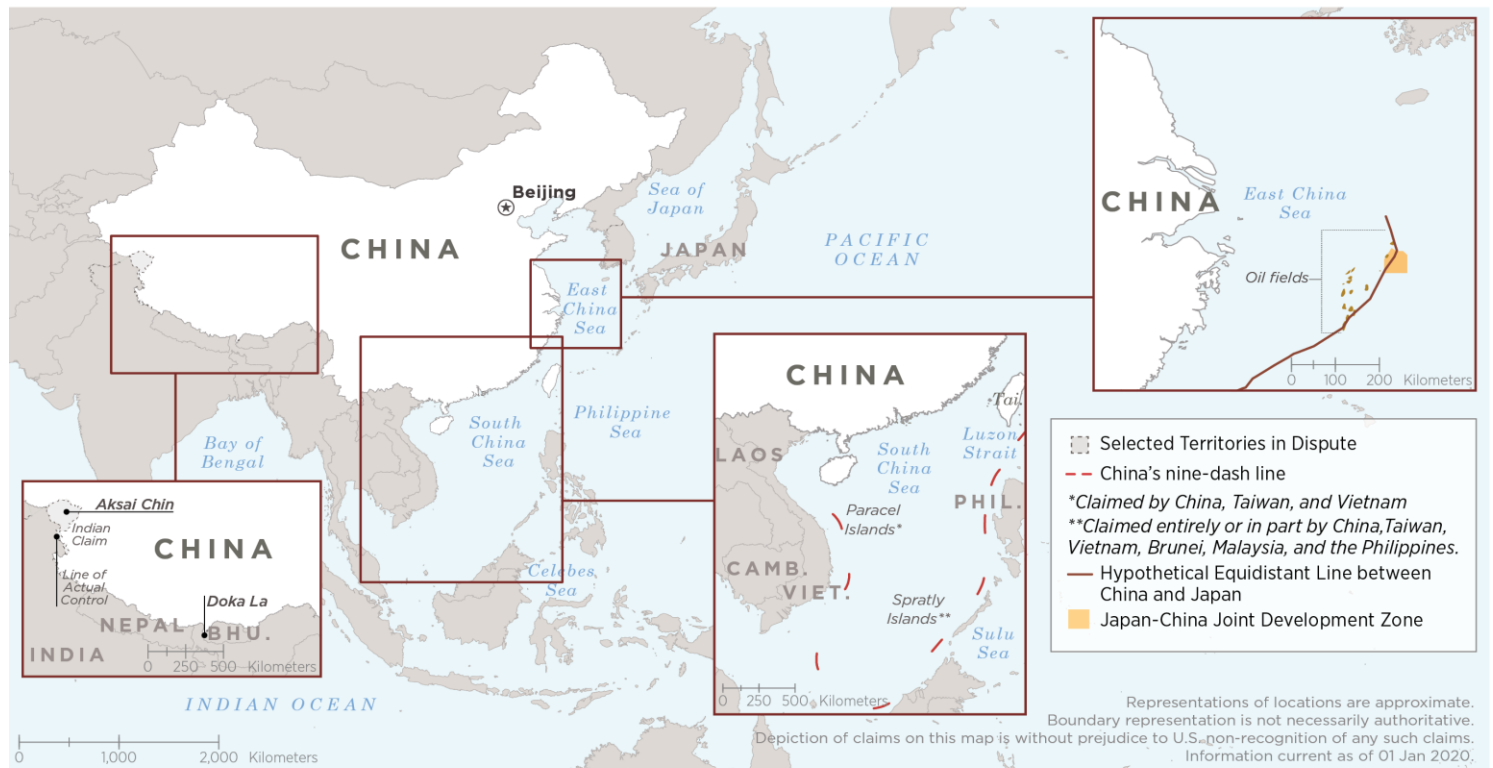 Beijing
CHINA
Sea of
Japan
JAPAN
PACIFIC
OCEAN
East
China
Sea
Philippine
Sea
South
China
Sea
Bay of
Bengal
Celebes
Sea
INDIAN OCEAN
0
1,000
2,000 Kilometers
Aksai Chin
Indian
Claim
CHINA
Line of
Actual
Control
Doka La
NEPAL
BHU.
INDIA
0 250 500 Kilometers
CHINA
Tai.
LAOS
South
China
Sea
Luzon
Strait
PHIL.
Paracel
Islands*
CAMB.
VIET.
Spratly
Islands**
Sulu
Sea
0 250 500 Kilometers
CHINA
East China
Sea
Oil fields
0 100 200 Kilometers
Selected Territories in Dispute
China's nine-dash line
*Claimed by China, Taiwan, and Vietnam
**Claimed entirely or in part by China,Taiwan,
Vietnam, Brunei, Malaysia, and the Philippines.
Hypothetical Equidistant Line between
China and Japan
Japan-China Joint Development Zone
Representations of locations are approximate.
Boundary representation is not necessarily authoritative.
Depiction of claims on this map is without prejudice to U.S. non-recognition of any such claims.
Information current as of 01 Jan 2020.